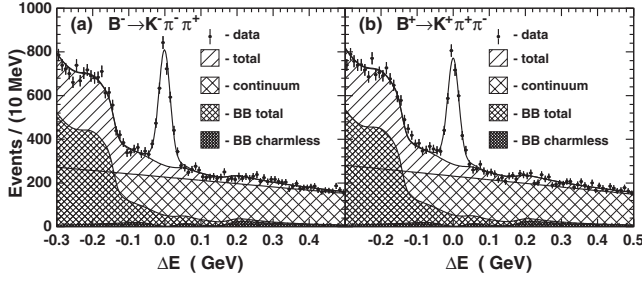 Events / (10 MeV)
1000
800
600
400
200
0
(a) B⁻→K⁻π⁻π⁺
- data
- total
- continuum
- BB total
- BB charmless
-0.3 -0.2 -0.1 0.0 0.1 0.2 0.3 0.4
ΔE ( GeV)
(b) B⁺→K⁺π⁺π⁻
- data
- total
- continuum
- BB total
- BB charmless
-0.2 -0.1 0.0 0.1 0.2 0.3 0.4 0.5
ΔE ( GeV)